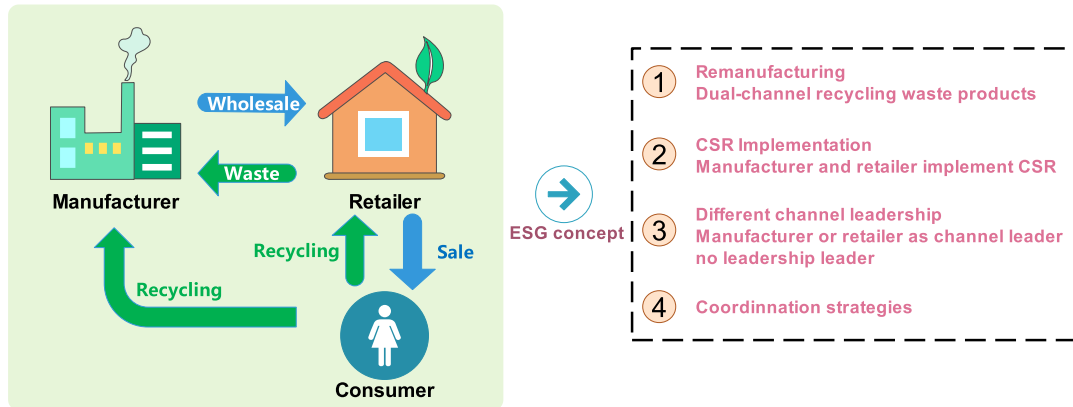 Wholesale
Waste
Manufacturer
Retailer
Recycling
Sale
Recycling
Consumer
ESG concept
1
Remanufacturing
Dual-channel recycling waste products
2
CSR Implementation
Manufacturer and retailer implement CSR
3
Different channel leadership
Manufacturer or retailer as channel leader
no leadership leader
4
Coordinnation strategies